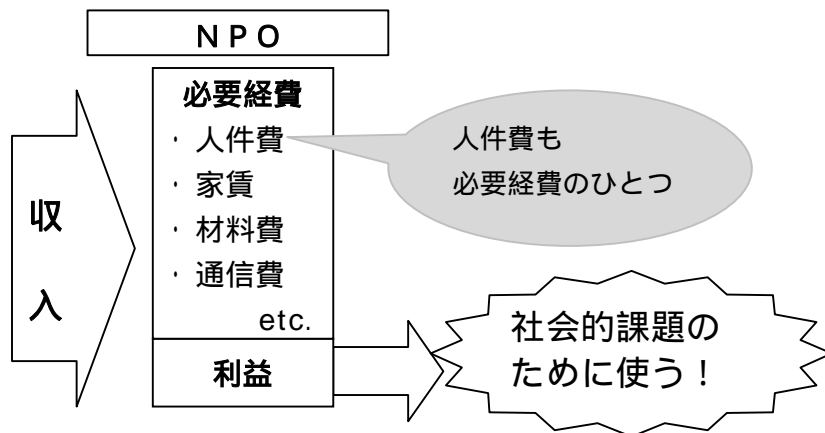 NPO
収
入
必要経費
・人件費
・家賃
・材料費
・通信費
etc.
利益
人件費も
必要経費のひとつ
社会的課題の
ために使う！